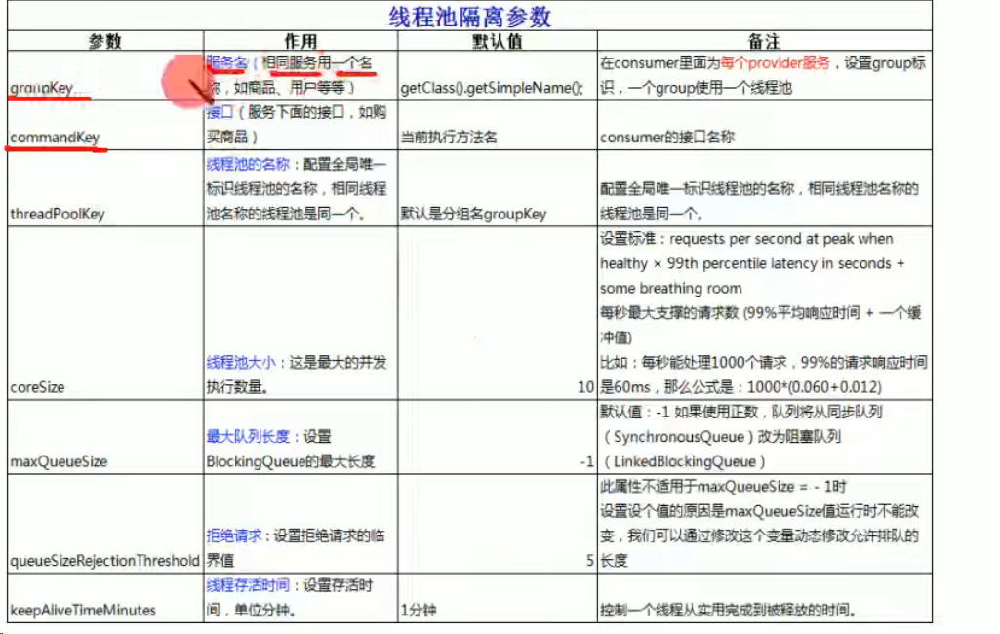 线程池隔离参数
参数 作用 默认值 备注
groupKey
服务名（相同服务用一个名
称，如商品、用户等等）
getClass().getSimpleName();
在consumer里面为每个provider服务，设置group标
识，一个group使用一个线程池
commandKey
接口（服务下面的接口，如购
买商品）
当前执行方法名
consumer的接口名称
threadPoolKey
线程池的名称：配置全局唯一
标识线程池的名称，相同线程
池名称的线程池是同一个。
默认是分组名groupKey
配置全局唯一标识线程池的名称，相同线程池名称的
线程池是同一个。
coreSize
线程池大小：这是最大的并发
执行数量。
10
设置标准：requests per second at peak when
healthy × 99th percentile latency in seconds +
some breathing room
每秒最大支撑的请求数 (99%平均响应时间 + 一个缓
冲值)
比如：每秒能处理1000个请求，99%的请求响应时间
是60ms，那么公式是：1000*(0.060+0.012)
maxQueueSize
最大队列长度：设置
BlockingQueue的最大长度
-1
默认值：-1 如果使用正数，队列将从同步队列
（SynchronousQueue）改为阻塞队列
（LinkedBlockingQueue）
queueSizeRejectionThreshold
拒绝请求：设置拒绝请求的临
界值
5
此属性不适用于maxQueueSize = - 1时
设置设个值的原因是maxQueueSize值运行时不能改
变，我们可以通过修改这个变量动态修改允许排队的
长度
keepAliveTimeMinutes
线程存活时间：设置存活时
间，单位分钟。
1分钟
控制一个线程从实用完成到被释放的时间。